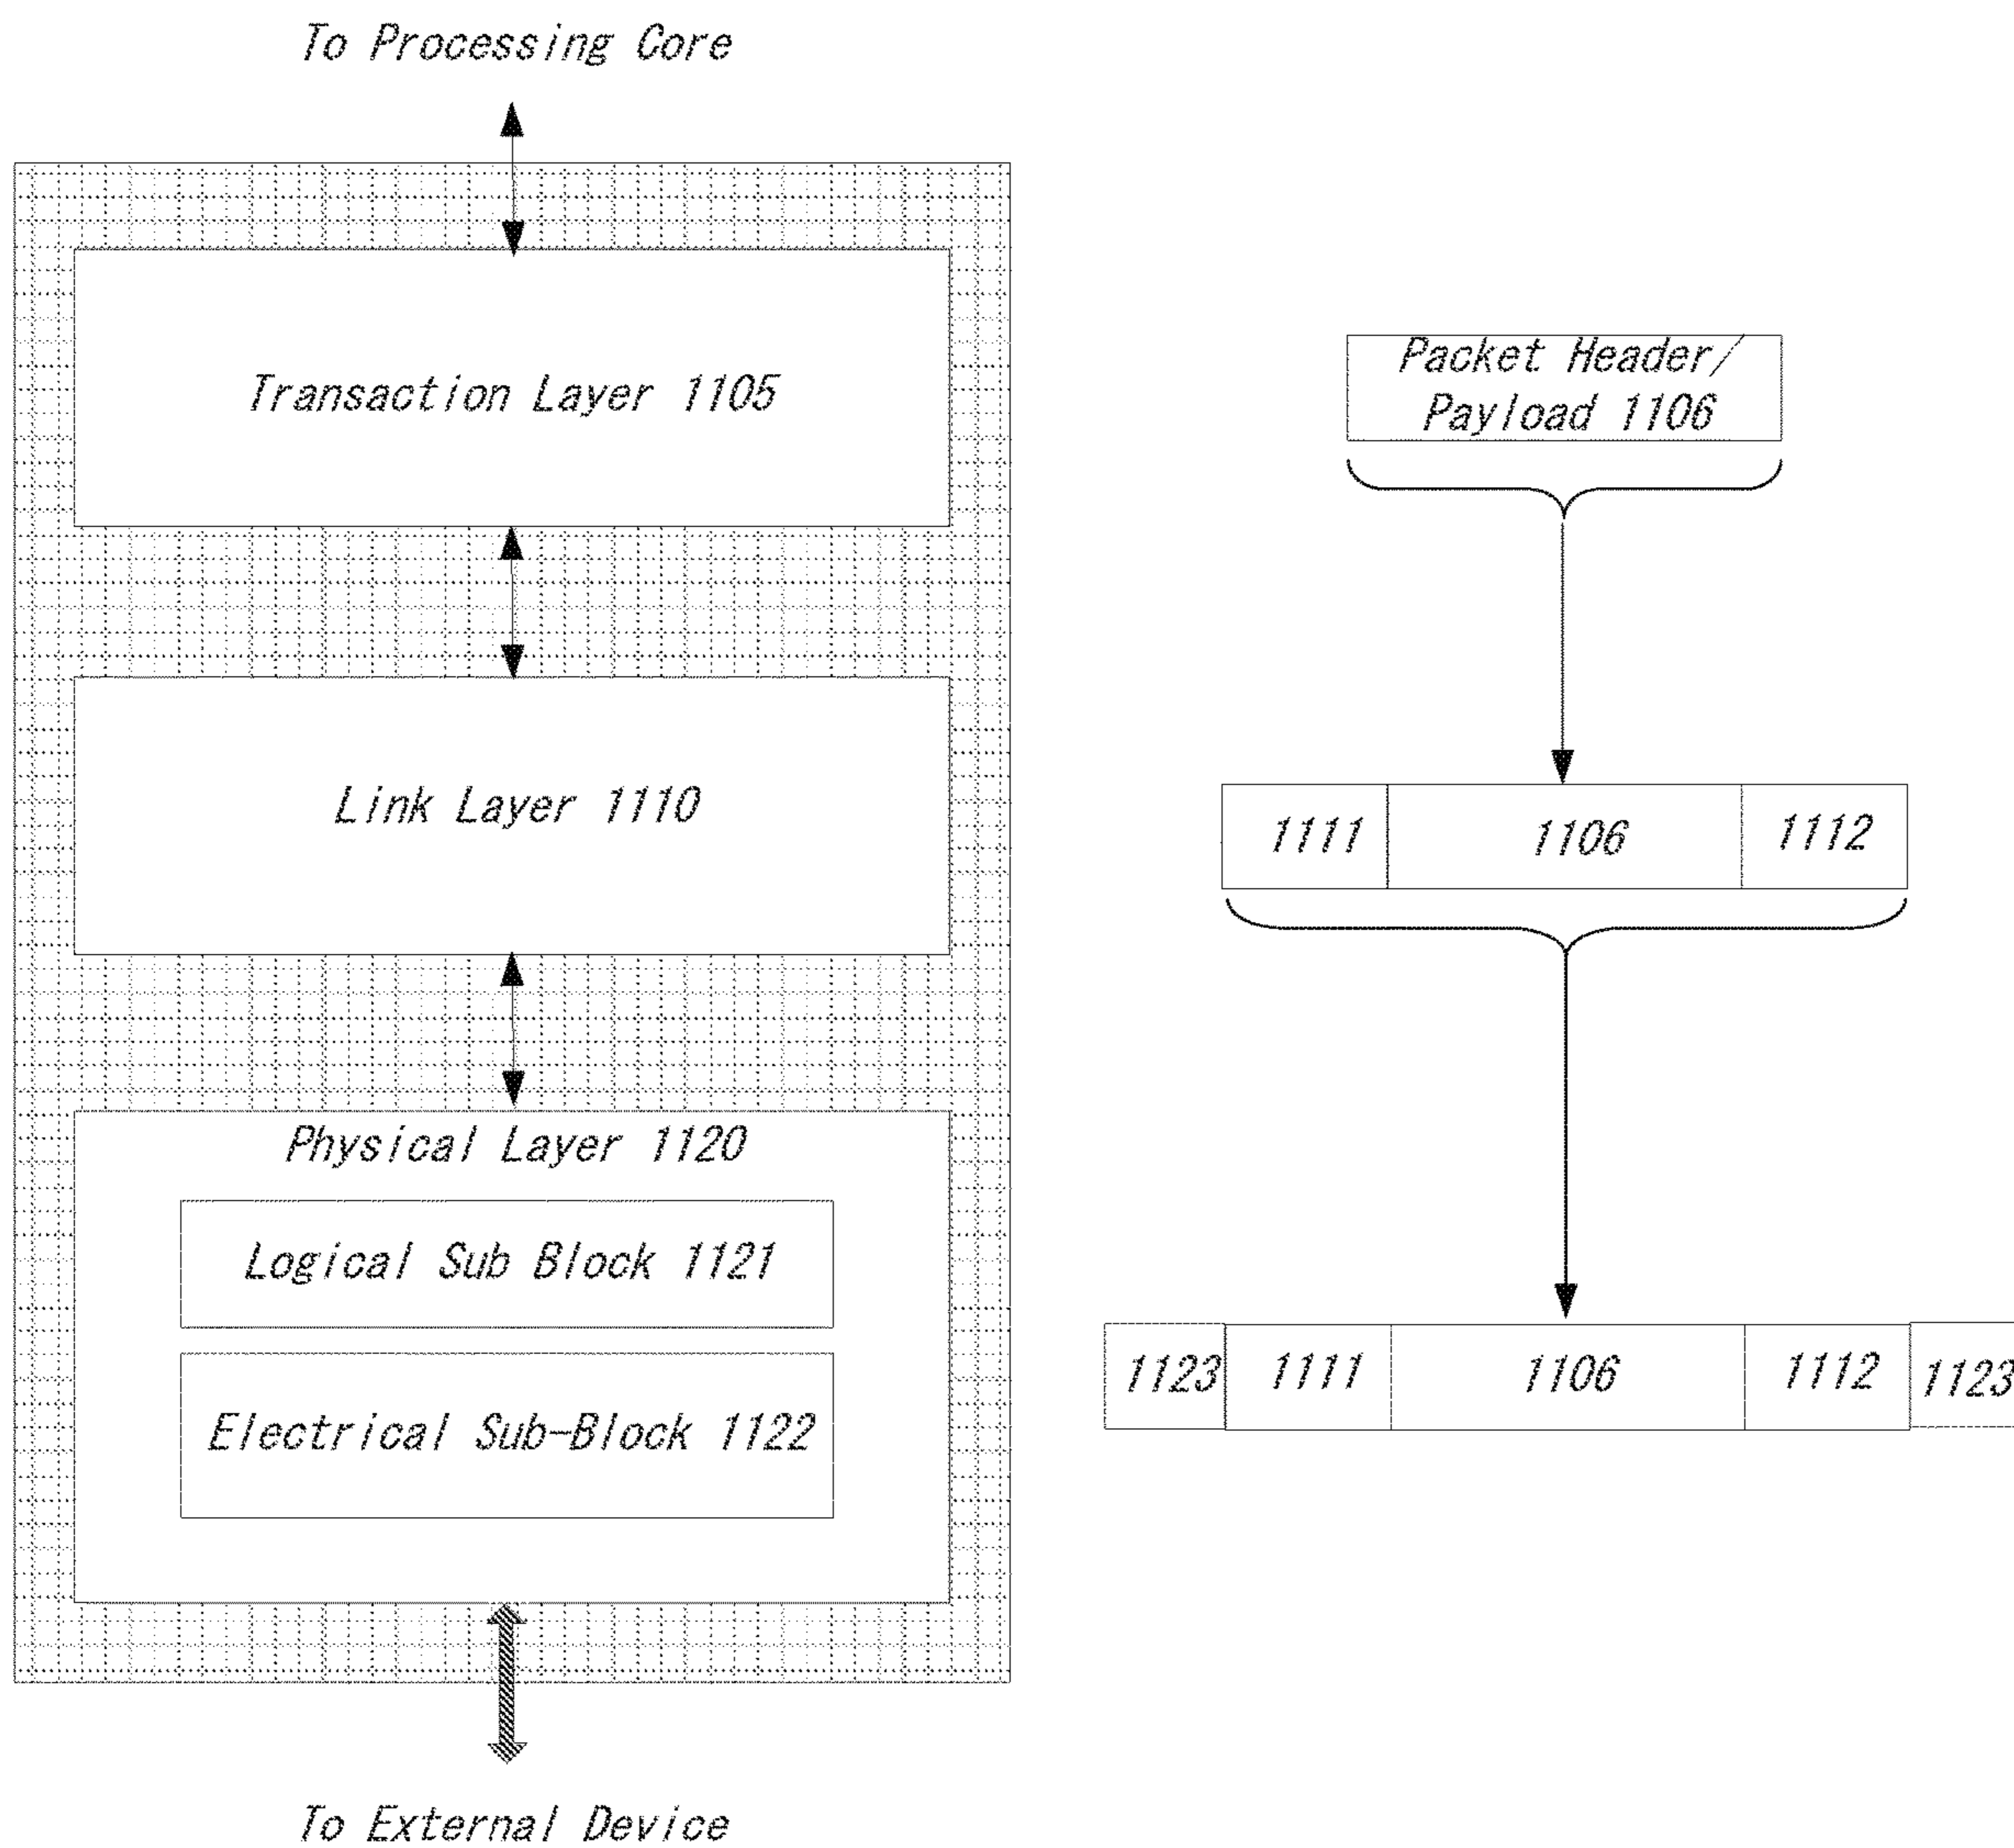 To Processing Core
Transaction Layer 1105
Packet Header/
Payload 1106
Link Layer 1110
1111 1106 1112
Physical Layer 1120
Logical Sub Block 1121
Electrical Sub-Block 1122
1123 1111 1106 1112 1123
To External Device